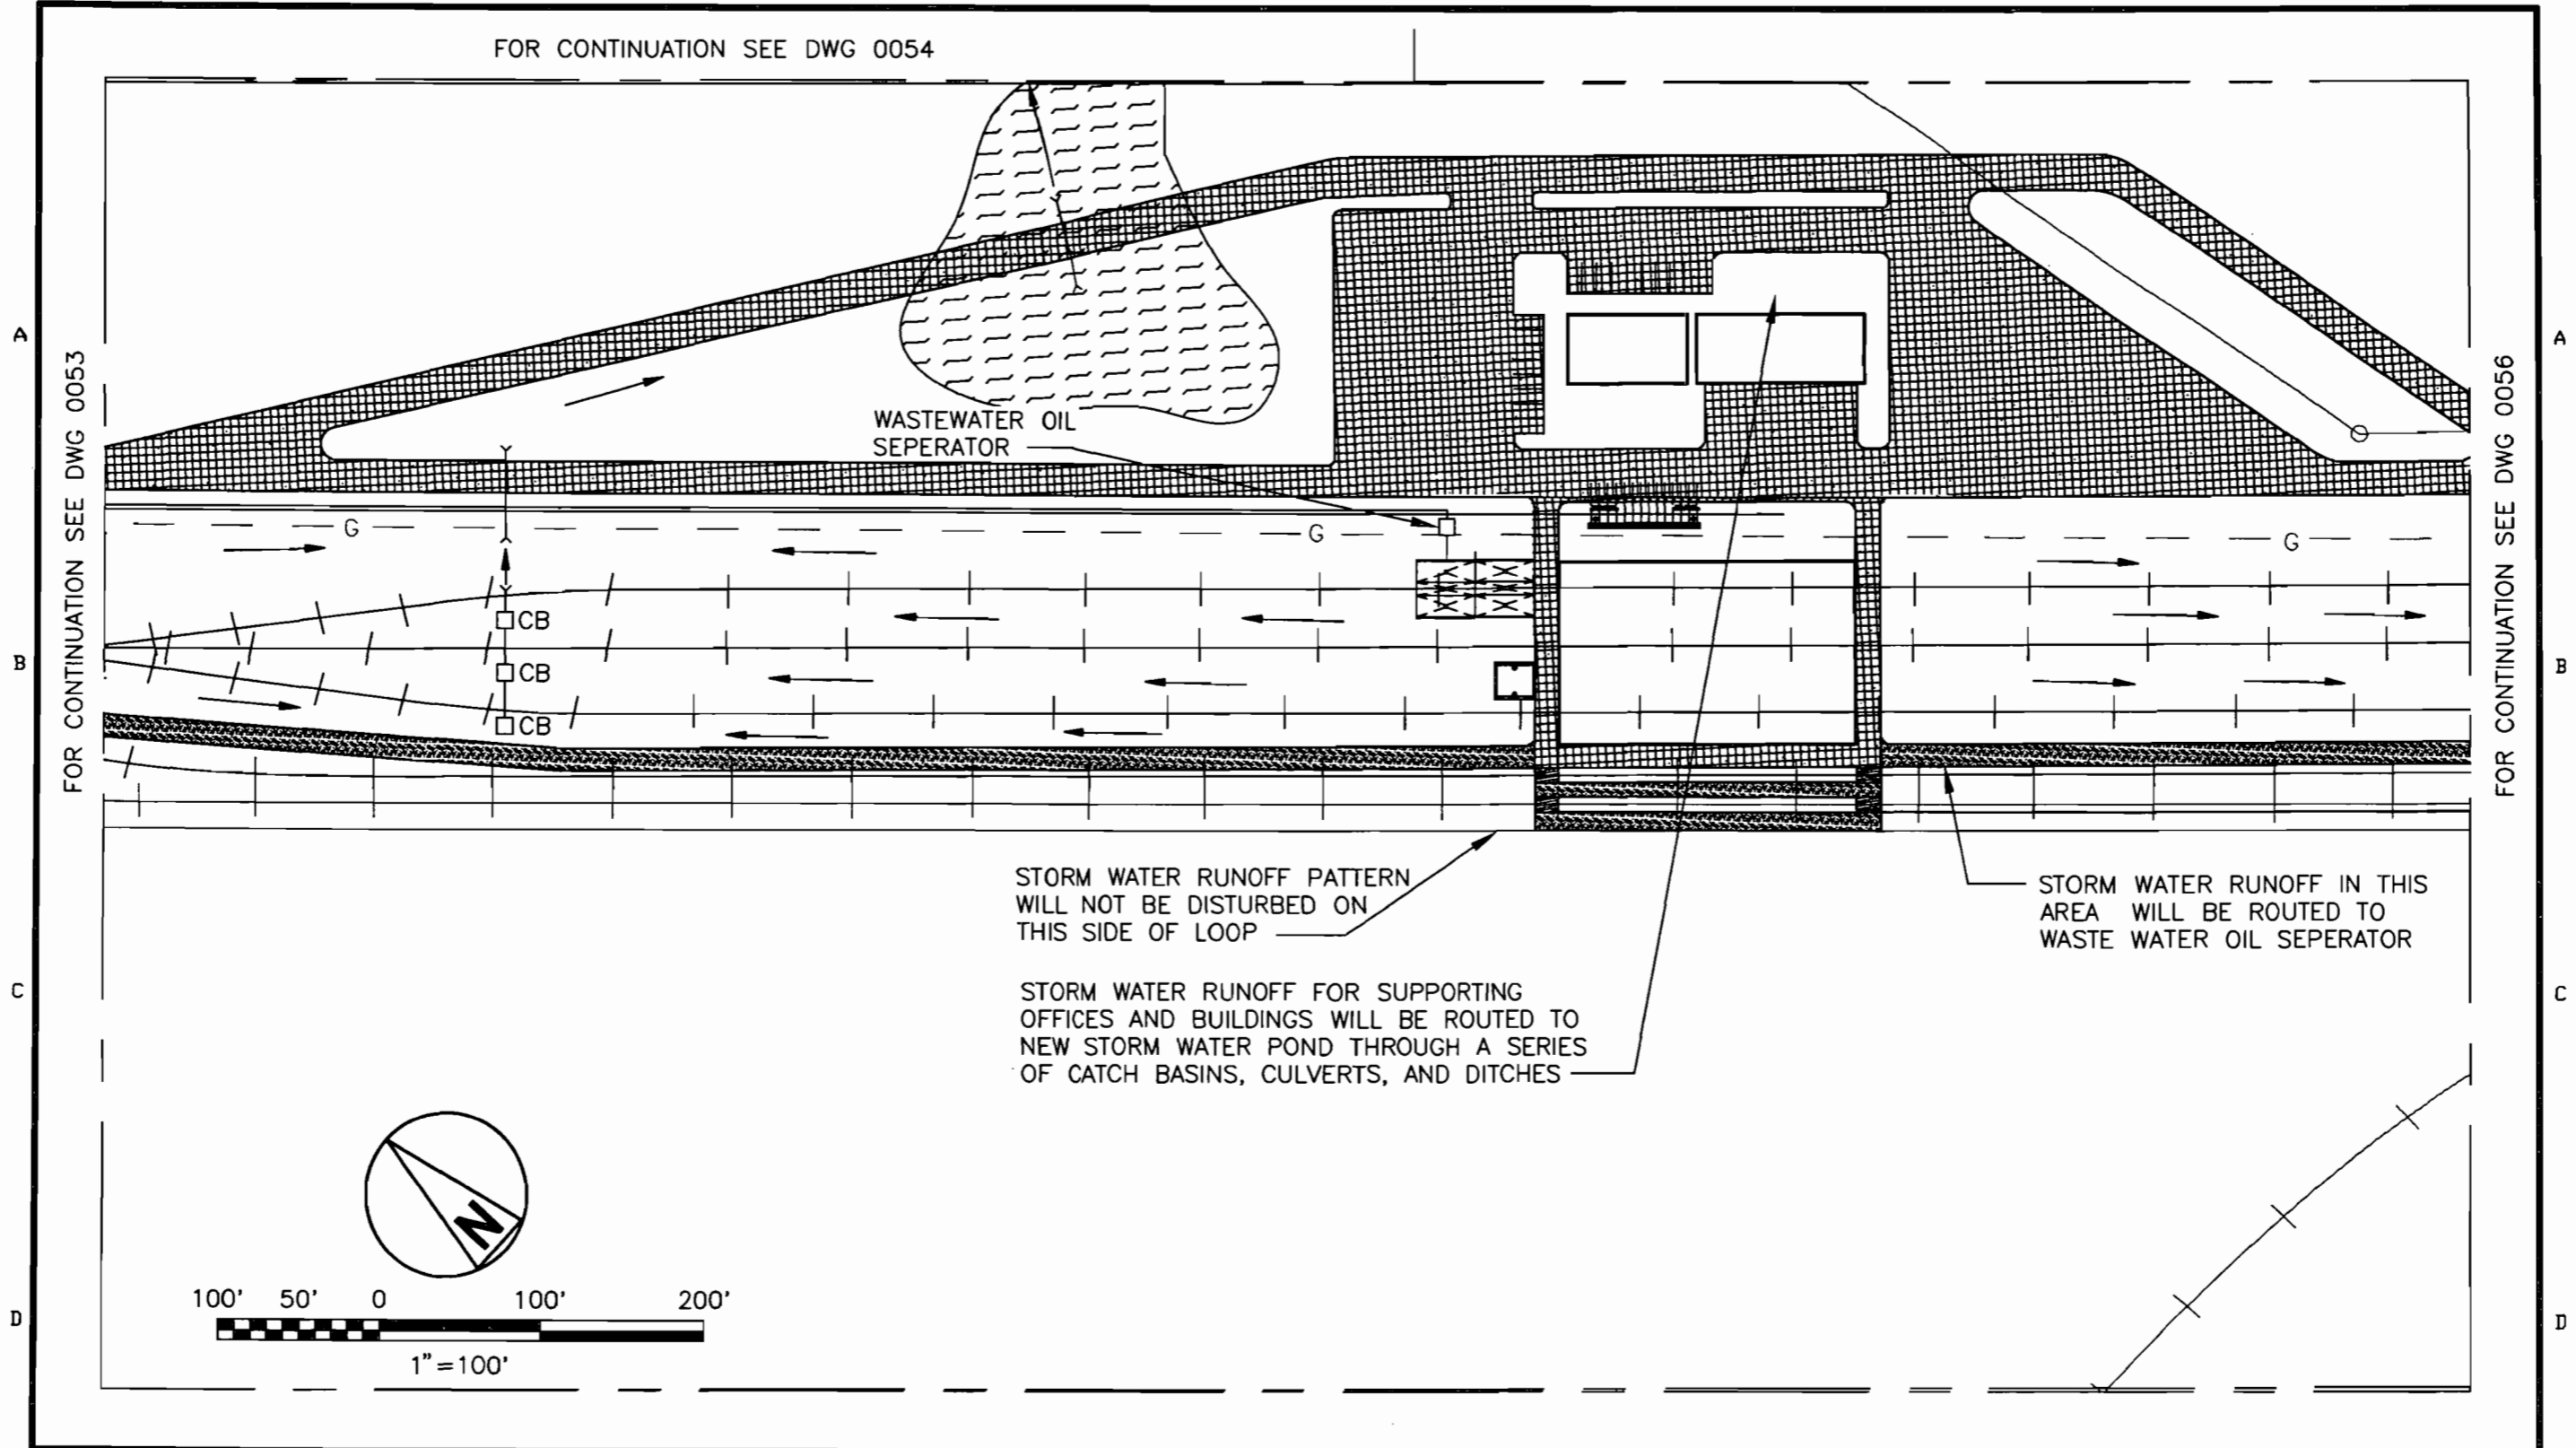 FOR CONTINUATION SEE DWG 0054
A
A
FOR CONTINUATION SEE DWG 0053
FOR CONTINUATION SEE DWG 0056
WASTEWATER OIL
SEPERATOR
G
G
G
CB
CB
CB
B
B
STORM WATER RUNOFF PATTERN
WILL NOT BE DISTURBED ON
THIS SIDE OF LOOP
STORM WATER RUNOFF IN THIS
AREA WILL BE ROUTED TO
WASTE WATER OIL SEPERATOR
C
C
STORM WATER RUNOFF FOR SUPPORTING
OFFICES AND BUILDINGS WILL BE ROUTED TO
NEW STORM WATER POND THROUGH A SERIES
OF CATCH BASINS, CULVERTS, AND DITCHES
N
100' 50' 0 100' 200'
1"=100'
D
D